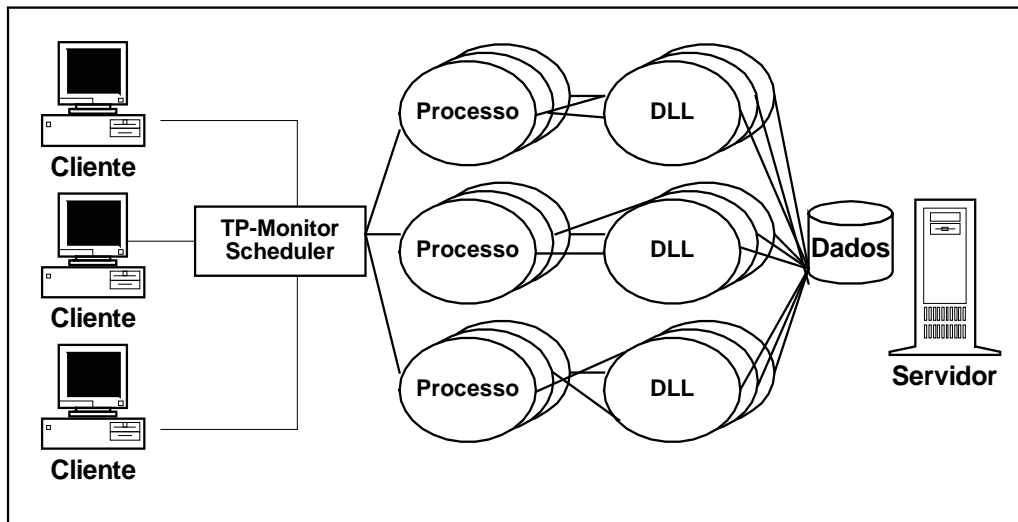 Cliente
Cliente
Cliente
TP-Monitor
Scheduler
Processo
DLL
Processo
DLL
Processo
DLL
Dados
Servidor